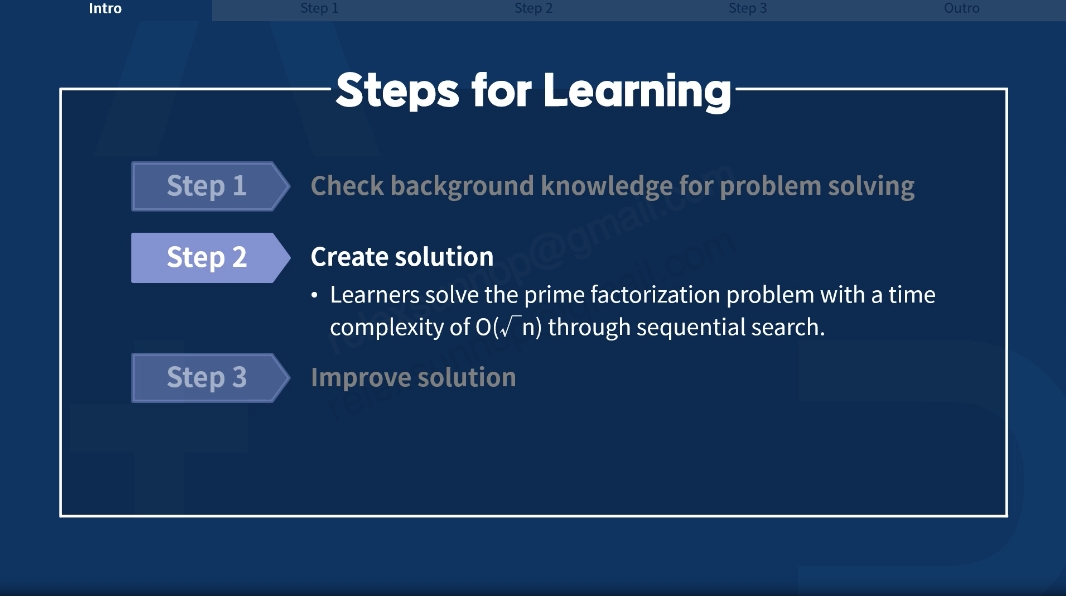 Intro Step 1 Step 2 Step 3 Outro
Steps for Learning
Step 1 Check background knowledge for problem solving
Step 2 Create solution
• Learners solve the prime factorization problem with a time
complexity of O(√n) through sequential search.
Step 3 Improve solution